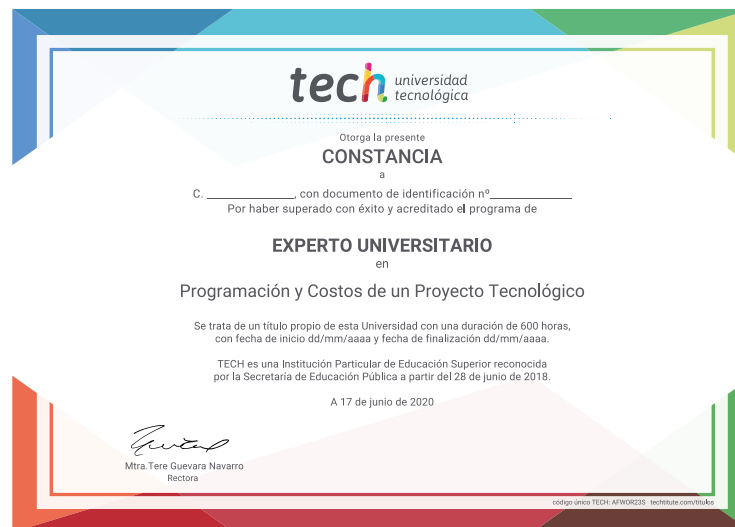 tech universidad
tecnológica
Otorga la presente
CONSTANCIA
a
C. ________________, con documento de identificación nº_______________
Por haber superado con éxito y acreditado el programa de
EXPERTO UNIVERSITARIO
en
Programación y Costos de un Proyecto Tecnológico
Se trata de un título propio de esta Universidad con una duración de 600 horas,
con fecha de inicio dd/mm/aaaa y fecha de finalización dd/mm/aaaa.
TECH es una Institución Particular de Educación Superior reconocida
por la Secretaría de Educación Pública a partir del 28 de junio de 2018.
A 17 de junio de 2020
Mtra.Tere Guevara Navarro
Rectora
código único TECH: AFWOR23S techtitute.com/titulos